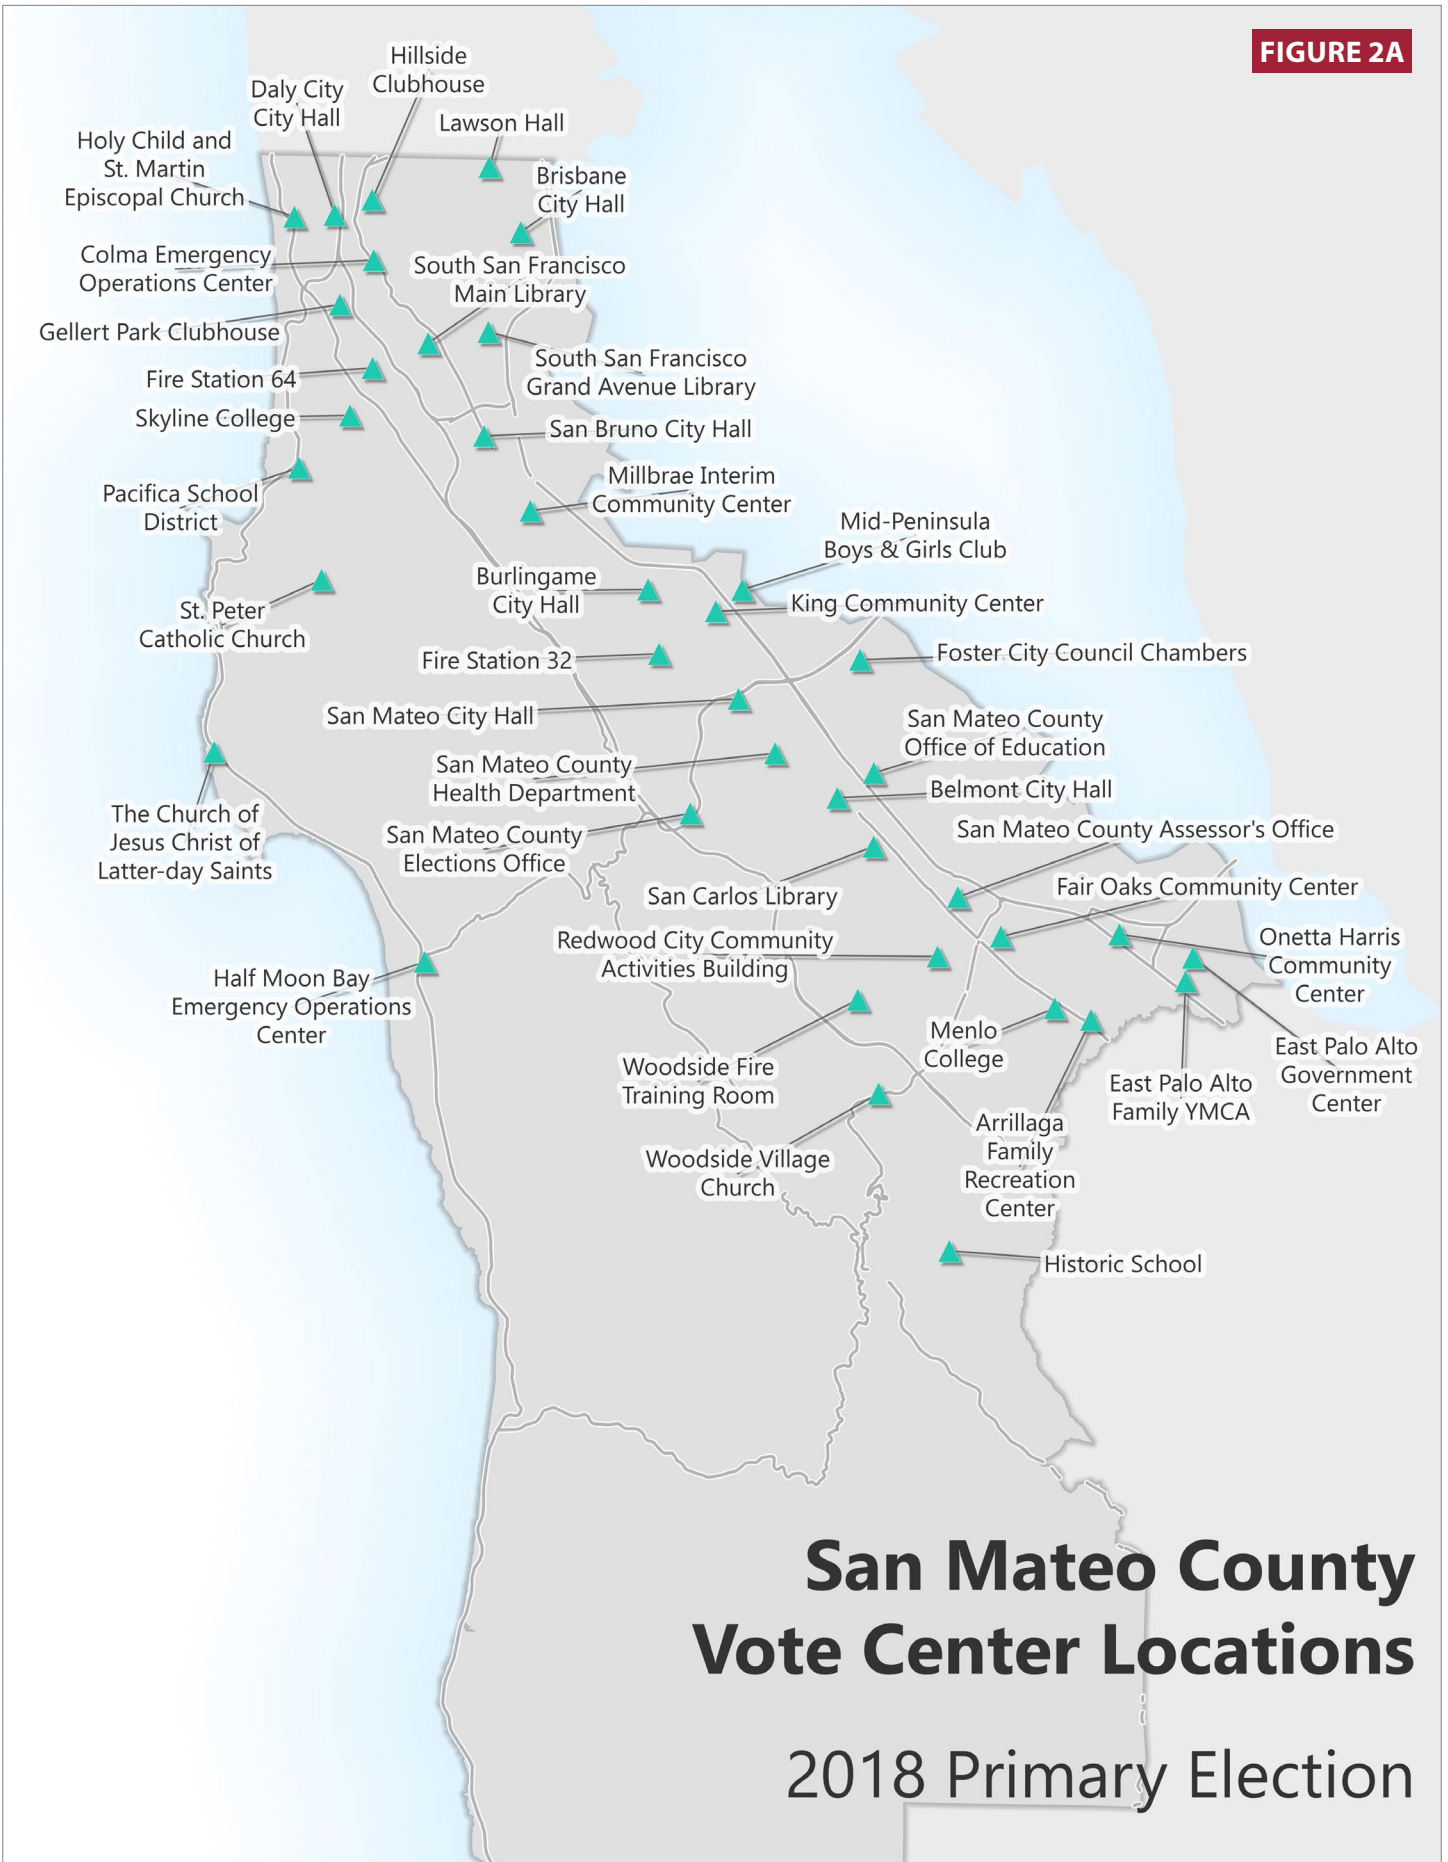 FIGURE 2A
Hillside
Clubhouse
Daly City
City Hall
Lawson Hall
Holy Child and
St. Martin
Episcopal Church
Brisbane
City Hall
Colma Emergency
Operations Center
South San Francisco
Main Library
Gellert Park Clubhouse
South San Francisco
Grand Avenue Library
Fire Station 64
Skyline College
San Bruno City Hall
Millbrae Interim
Community Center
Pacifica School
District
Mid-Peninsula
Boys & Girls Club
Burlingame
City Hall
King Community Center
St. Peter
Catholic Church
Fire Station 32
Foster City Council Chambers
San Mateo City Hall
San Mateo County
Office of Education
San Mateo County
Health Department
Belmont City Hall
The Church of
Jesus Christ of
Latter-day Saints
San Mateo County
Elections Office
San Mateo County Assessor's Office
San Carlos Library
Fair Oaks Community Center
Redwood City Community
Activities Building
Onetta Harris
Community
Center
Half Moon Bay
Emergency Operations
Center
Menlo
College
Woodside Fire
Training Room
East Palo Alto
Government
Center
East Palo Alto
Family YMCA
Arrillaga
Family
Recreation
Center
Woodside Village
Church
Historic School
San Mateo County
Vote Center Locations
2018 Primary Election